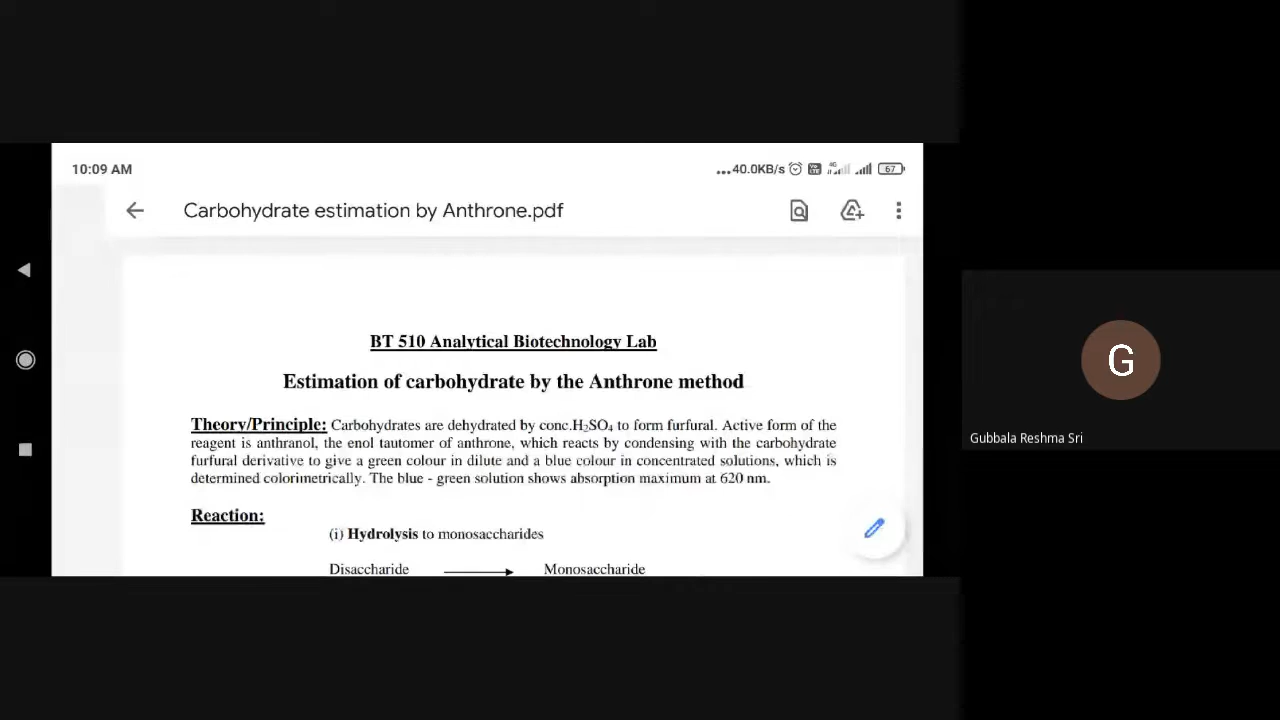 10:09 AM
...40.0KB/s 4G 67
Carbohydrate estimation by Anthrone.pdf
BT 510 Analytical Biotechnology Lab
Estimation of carbohydrate by the Anthrone method
Theory/Principle: Carbohydrates are dehydrated by conc.H₂SO₄ to form furfural. Active form of the
reagent is anthranol, the enol tautomer of anthrone, which reacts by condensing with the carbohydrate
furfural derivative to give a green colour in dilute and a blue colour in concentrated solutions, which is
determined colorimetrically. The blue - green solution shows absorption maximum at 620 nm.
Reaction:
(i) Hydrolysis to monosaccharides
Disaccharide Monosaccharide
G
Gubbala Reshma Sri